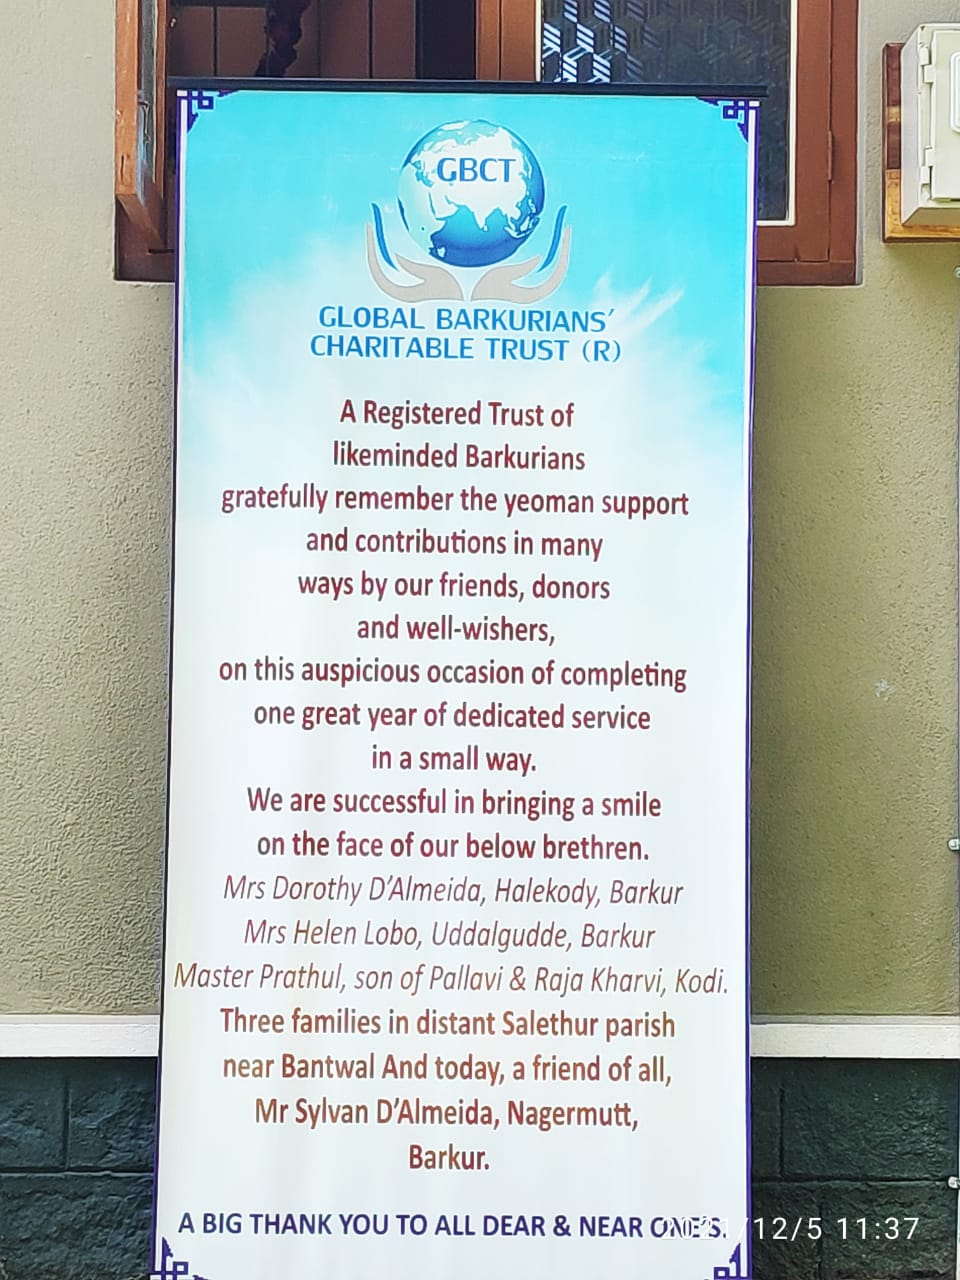 GBCT
GLOBAL BARKURIANS'
CHARITABLE TRUST (R)
A Registered Trust of
likeminded Barkurians
gratefully remember the yeoman support
and contributions in many
ways by our friends, donors
and well-wishers,
on this auspicious occasion of completing
one great year of dedicated service
in a small way.
We are successful in bringing a smile
on the face of our below brethren.
Mrs Dorothy D'Almeida, Halekody, Barkur
Mrs Helen Lobo, Uddalgudde, Barkur
Master Prathul, son of Pallavi & Raja Kharvi, Kodi.
Three families in distant Salethur parish
near Bantwal And today, a friend of all,
Mr Sylvan D'Almeida, Nagermutt,
Barkur.
A BIG THANK YOU TO ALL DEAR & NEAR ONES.
2021/12/5 11:37